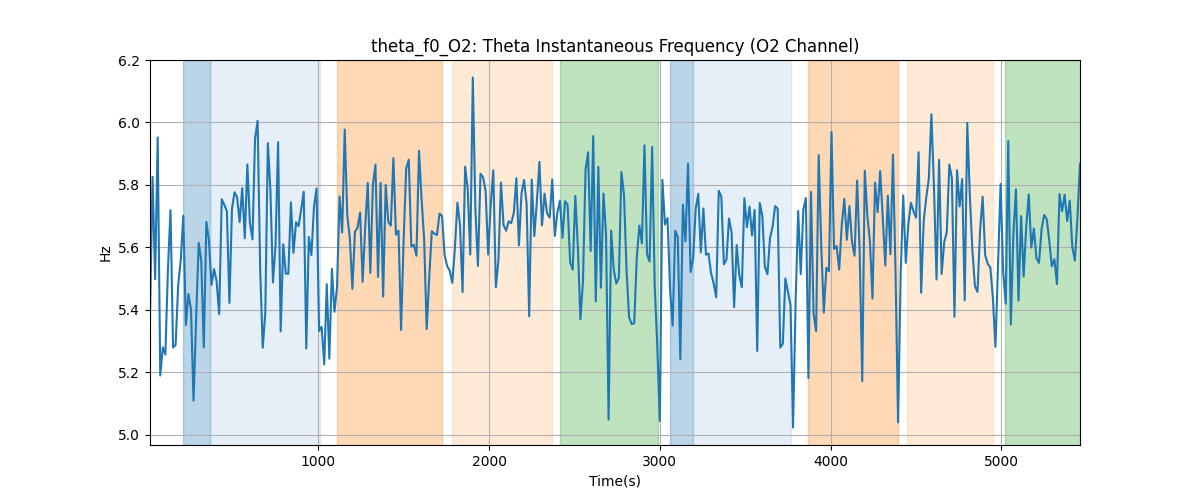 theta_f0_O2: Theta Instantaneous Frequency (O2 Channel)
6.2
6.0
5.8
5.6
5.4
5.2
5.0
Hz
1000 2000 3000 4000 5000
Time(s)